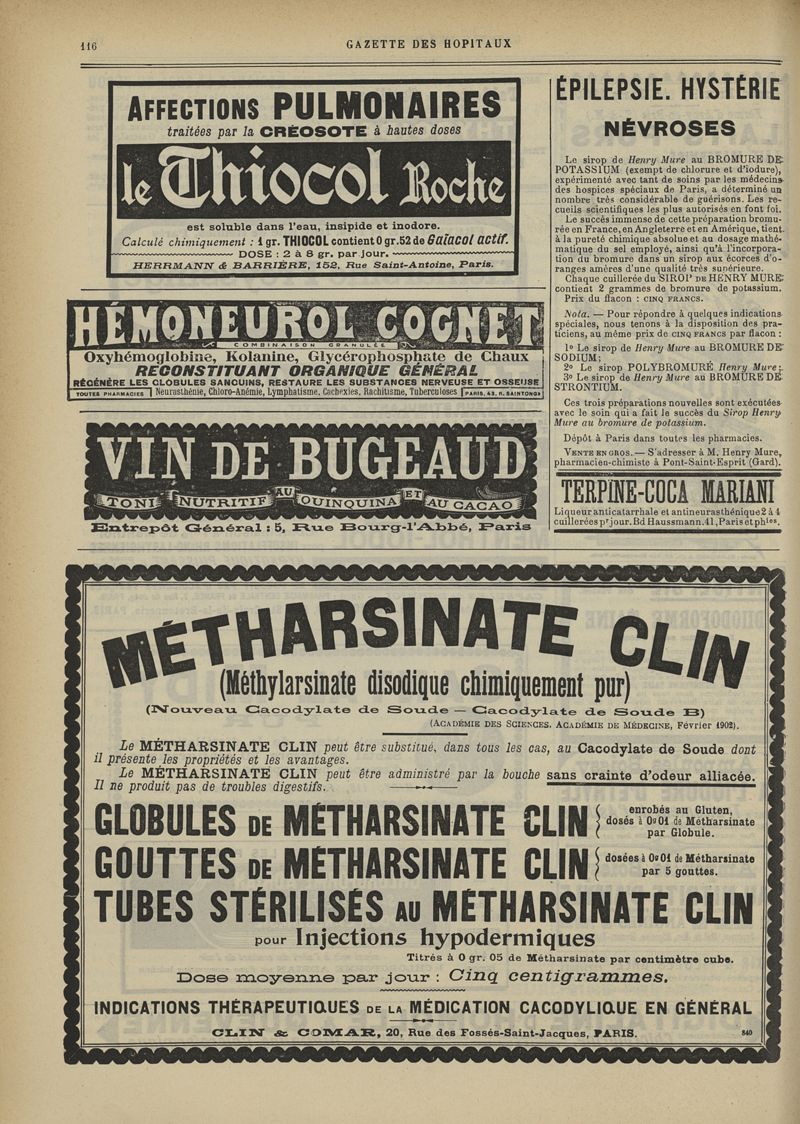 116
GAZETTE DES HOPITAUX
AFFECTIONS PULMONAIRES
traitées par la CRÉOSOTE à hautes doses
le Thiocol Roche
est soluble dans l'eau, insipide et inodore.
Calculé chimiquement : 1 gr. THIOCOL contient 0 gr. 52 de Gaïacol actif.
DOSE : 2 à 8 gr. par jour.
HERRMANN & BARRIÈRE, 152, Rue Saint-Antoine, Paris.
HÉMONEUROL COGNET
COMBINAISON GRANULÉE
Oxyhémoglobine, Kolanine, Glycérophosphate de Chaux
RECONSTITUANT ORGANIQUE GÉNÉRAL
RÉGÉNÈRE LES GLOBULES SANGUINS, RESTAURE LES SUBSTANCES NERVEUSE ET OSSEUSE
TOUTES PHARMACIES Neurosthénie, Chloro-Anémie, Lymphatisme, Cachexies, Rachitisme, Tuberculoses PARIS, 43, R. SAINTONGE
VIN DE BUGEAUD
TONI-NUTRITIF AU QUINQUINA ET AU CACAO
Entrepôt Général : 5, Rue Bourg-l'Abbé, Paris
ÉPILEPSIE. HYSTÉRIE
NÉVROSES
Le sirop de Henry Mure au BROMURE DE
POTASSIUM (exempt de chlorure et d'iodure),
expérimenté avec tant de soins par les médecins
des hospices spéciaux de Paris, a déterminé un
nombre très considérable de guérisons. Les re-
cueils scientifiques les plus autorisés en font foi.
Le succès immense de cette préparation bromu-
rée en France, en Angleterre et en Amérique, tient
à la pureté chimique absolue et au dosage mathé-
matique du sel employé, ainsi qu'à l'incorpora-
tion du bromure dans un sirop aux écorces d'o-
ranges amères d'une qualité très supérieure.
Chaque cuillerée du SIROP DE HENRY MURE
contient 2 grammes de bromure de potassium.
Prix du flacon : CINQ FRANCS.
Nota. — Pour répondre à quelques indications
spéciales, nous tenons à la disposition des pra-
ticiens, au même prix de CINQ FRANCS par flacon :
1º Le sirop de Henry Mure au BROMURE DE
SODIUM;
2º Le sirop POLYBROMURÉ Henry Mure;
3º Le sirop de Henry Mure au BROMURE DE
STRONTIUM.
Ces trois préparations nouvelles sont exécutées
avec le soin qui a fait le succès du Sirop Henry
Mure au bromure de potassium.
Dépôt à Paris dans toutes les pharmacies.
VENTE EN GROS. — S'adresser à M. Henry Mure,
pharmacien-chimiste à Pont-Saint-Esprit (Gard).
TERPINE-COCA MARIANI
Liqueur anticatarrhale et antineurasthénique 2 à 4
cuillerées pr jour. Bd Haussmann. 41, Paris et phies.
MÉTHARSINATE CLIN
(Méthylarsinate disodique chimiquement pur)
(Nouveau Cacodylate de Soude — Cacodylate de Soude B)
(ACADÉMIE DES SCIENCES, ACADÉMIE DE MÉDECINE, Février 1902).
Le MÉTHARSINATE CLIN peut être substitué, dans tous les cas, au Cacodylate de Soude dont
il présente les propriétés et les avantages.
Le MÉTHARSINATE CLIN peut être administré par la bouche sans crainte d'odeur alliacée.
Il ne produit pas de troubles digestifs.
GLOBULES DE MÉTHARSINATE CLIN { enrobés au Gluten,
dosés à 0gr01 de Métharsinate
par Globule.
GOUTTES DE MÉTHARSINATE CLIN { dosées à 0gr01 de Métharsinate
par 5 gouttes.
TUBES STÉRILISÉS AU MÉTHARSINATE CLIN
pour Injections hypodermiques
Titrés à 0 gr. 05 de Métharsinate par centimètre cube.
Dose moyenne par jour : Cinq centigrammes.
INDICATIONS THÉRAPEUTIQUES DE LA MÉDICATION CACODYLIQUE EN GÉNÉRAL
CLIN & COMAR, 20, Rue des Fossés-Saint-Jacques, PARIS. 840